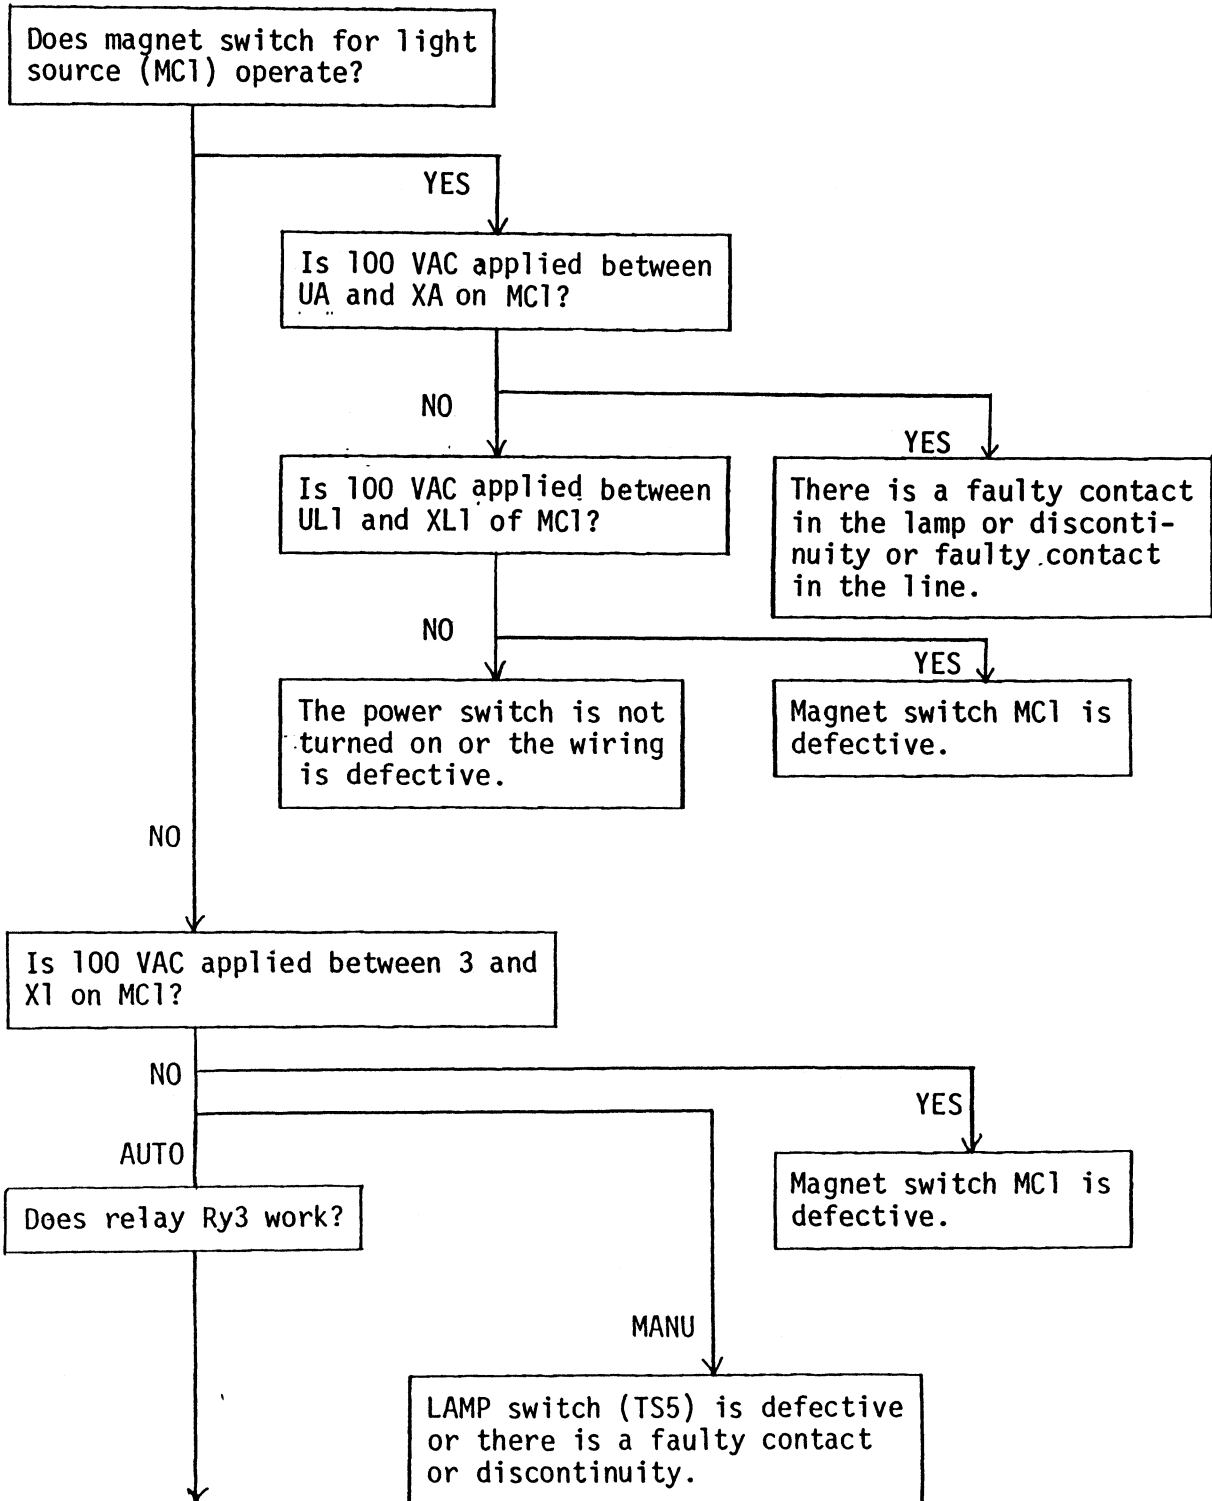 Does magnet switch for light
source (MC1) operate?
YES
Is 100 VAC applied between
UA and XA on MC1?
NO
YES
Is 100 VAC applied between
UL1 and XL1 of MC1?
There is a faulty contact
in the lamp or disconti-
nuity or faulty contact
in the line.
NO
YES
The power switch is not
turned on or the wiring
is defective.
Magnet switch MC1 is
defective.
NO
Is 100 VAC applied between 3 and
X1 on MC1?
NO
YES
AUTO
Magnet switch MC1 is
defective.
Does relay Ry3 work?
MANU
LAMP switch (TS5) is defective
or there is a faulty contact
or discontinuity.